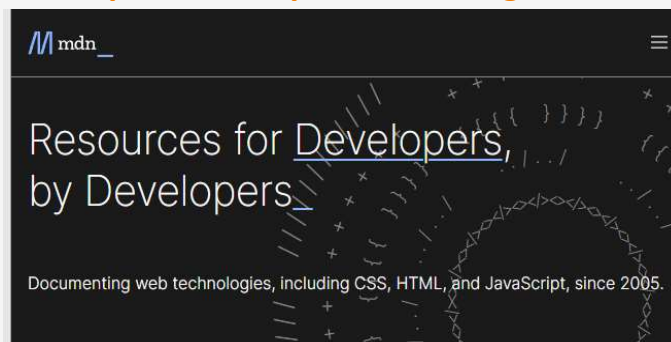 mdn_
Resources for Developers,
by Developers_
Documenting web technologies, including CSS, HTML, and JavaScript, since 2005.